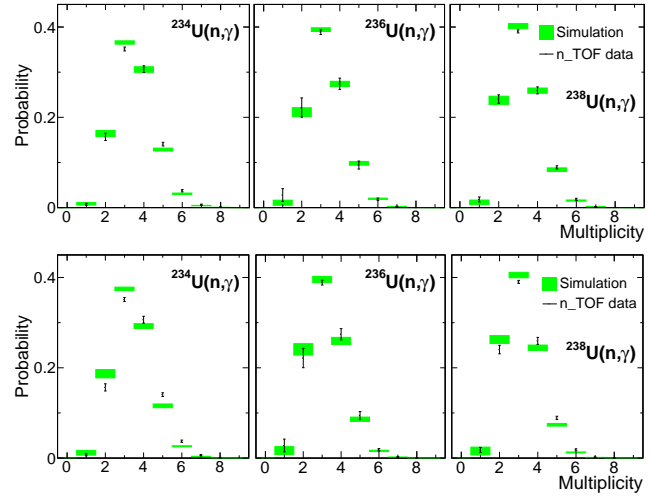 0.4
0.2
0
Probability
²³⁴U(n,γ)
²³⁶U(n,γ)
Simulation
n_TOF data
²³⁸U(n,γ)
0 2 4 6 8 0 2 4 6 8 0 2 4 6 8
Multiplicity
0.4
0.2
0
Probability
²³⁴U(n,γ)
²³⁶U(n,γ)
Simulation
n_TOF data
²³⁸U(n,γ)
0 2 4 6 8 0 2 4 6 8 0 2 4 6 8
Multiplicity